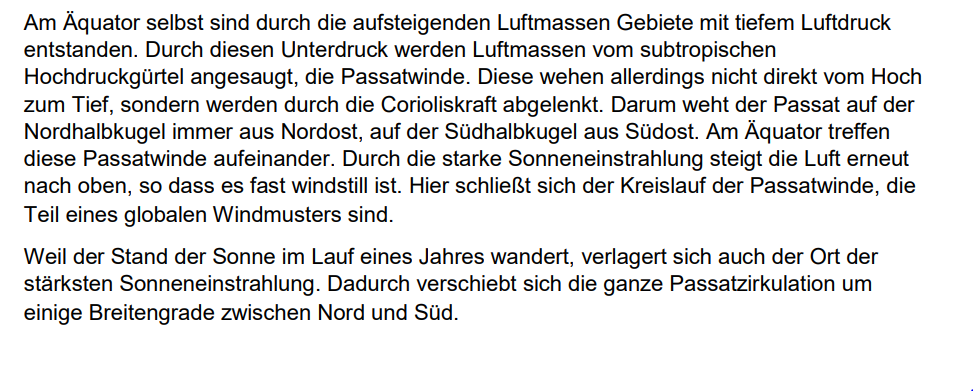 Am Äquator selbst sind durch die aufsteigenden Luftmassen Gebiete mit tiefem Luftdruck
entstanden. Durch diesen Unterdruck werden Luftmassen vom subtropischen
Hochdruckgürtel angesaugt, die Passatwinde. Diese wehen allerdings nicht direkt vom Hoch
zum Tief, sondern werden durch die Corioliskraft abgelenkt. Darum weht der Passat auf der
Nordhalbkugel immer aus Nordost, auf der Südhalbkugel aus Südost. Am Äquator treffen
diese Passatwinde aufeinander. Durch die starke Sonneneinstrahlung steigt die Luft erneut
nach oben, so dass es fast windstill ist. Hier schließt sich der Kreislauf der Passatwinde, die
Teil eines globalen Windmusters sind.
Weil der Stand der Sonne im Lauf eines Jahres wandert, verlagert sich auch der Ort der
stärksten Sonneneinstrahlung. Dadurch verschiebt sich die ganze Passatzirkulation um
einige Breitengrade zwischen Nord und Süd.